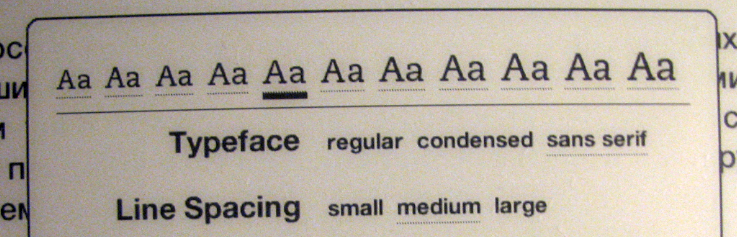 Aa Aa Aa Aa Aa Aa Aa Aa Aa Aa Aa
Typeface regular condensed sans serif
Line Spacing small medium large